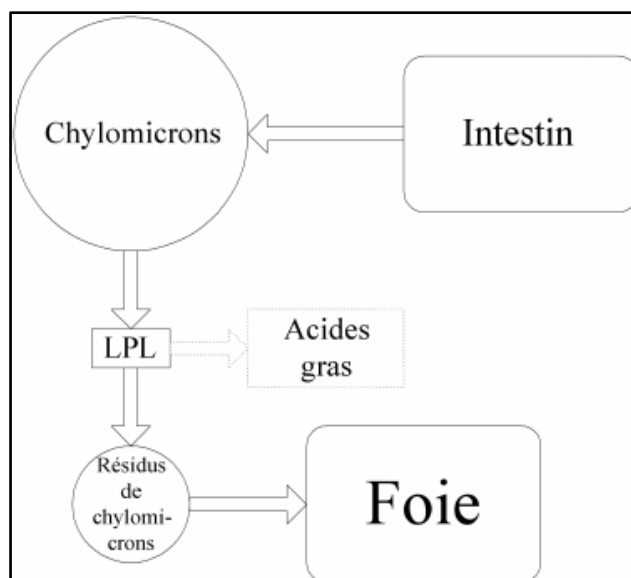 Chylomicrons
Intestin
LPL
Acides
gras
Résidus
de
chylomi-
crons
Foie